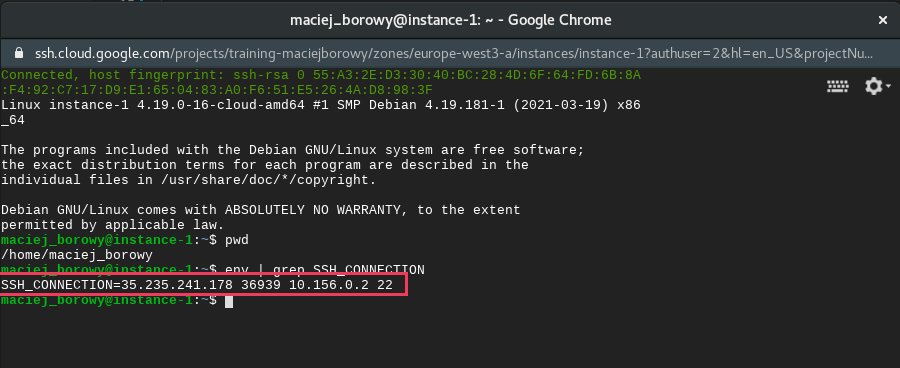 maciej_borowy@instance-1: ~ - Google Chrome
ssh.cloud.google.com/projects/training-maciejborowy/zones/europe-west3-a/instances/instance-1?authuser=2&hl=en_US&projectNu...
Connected, host fingerprint: ssh-rsa 0 55:A3:2E:D3:30:40:BC:28:4D:6F:64:FD:6B:8A
:F4:92:C7:17:D9:E1:65:04:83:A0:F6:51:E5:26:4A:D8:98:3F
Linux instance-1 4.19.0-16-cloud-amd64 #1 SMP Debian 4.19.181-1 (2021-03-19) x86
_64
The programs included with the Debian GNU/Linux system are free software;
the exact distribution terms for each program are described in the
individual files in /usr/share/doc/*/copyright.
Debian GNU/Linux comes with ABSOLUTELY NO WARRANTY, to the extent
permitted by applicable law.
maciej_borowy@instance-1:~$ pwd
/home/maciej_borowy
maciej_borowy@instance-1:~$ env | grep SSH_CONNECTION
SSH_CONNECTION=35.235.241.178 36939 10.156.0.2 22
maciej_borowy@instance-1:~$